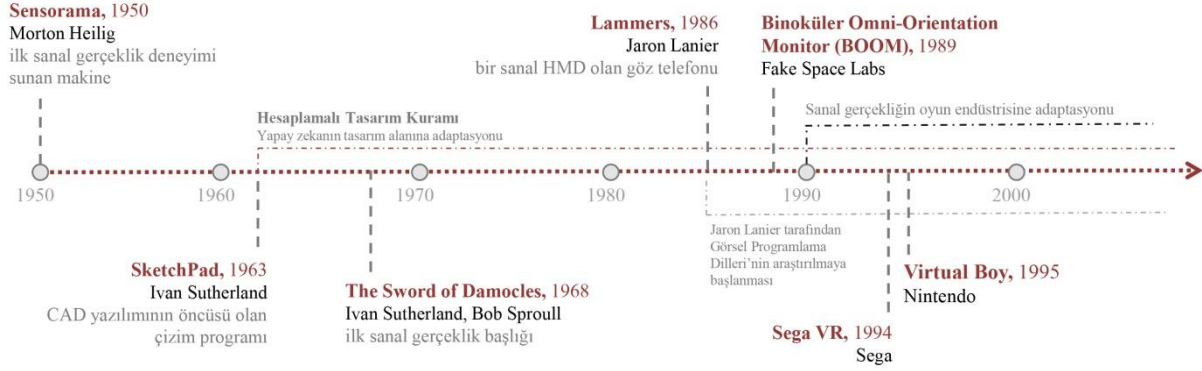 Sensorama, 1950
Morton Heilig
ilk sanal gerçeklik deneyimi
sunan makine
Lammers, 1986
Jaron Lanier
bir sanal HMD olan göz telefonu
Binoküler Omni-Orientation
Monitor (BOOM), 1989
Fake Space Labs
Hesaplamalı Tasarım Kuramı
Yapay zekanın tasarım alanına adaptasyonu
Sanal gerçekliğin oyun endüstrisine adaptasyonu
1950
1960
1970
1980
1990
2000
SketchPad, 1963
Ivan Sutherland
CAD yazılımının öncüsü olan
çizim programı
The Sword of Damocles, 1968
Ivan Sutherland, Bob Sproull
ilk sanal gerçeklik başlığı
Jaron Lanier tarafından
Görsel Programlama
Dilleri’nin araştırılmaya
başlanması
Sega VR, 1994
Sega
Virtual Boy, 1995
Nintendo